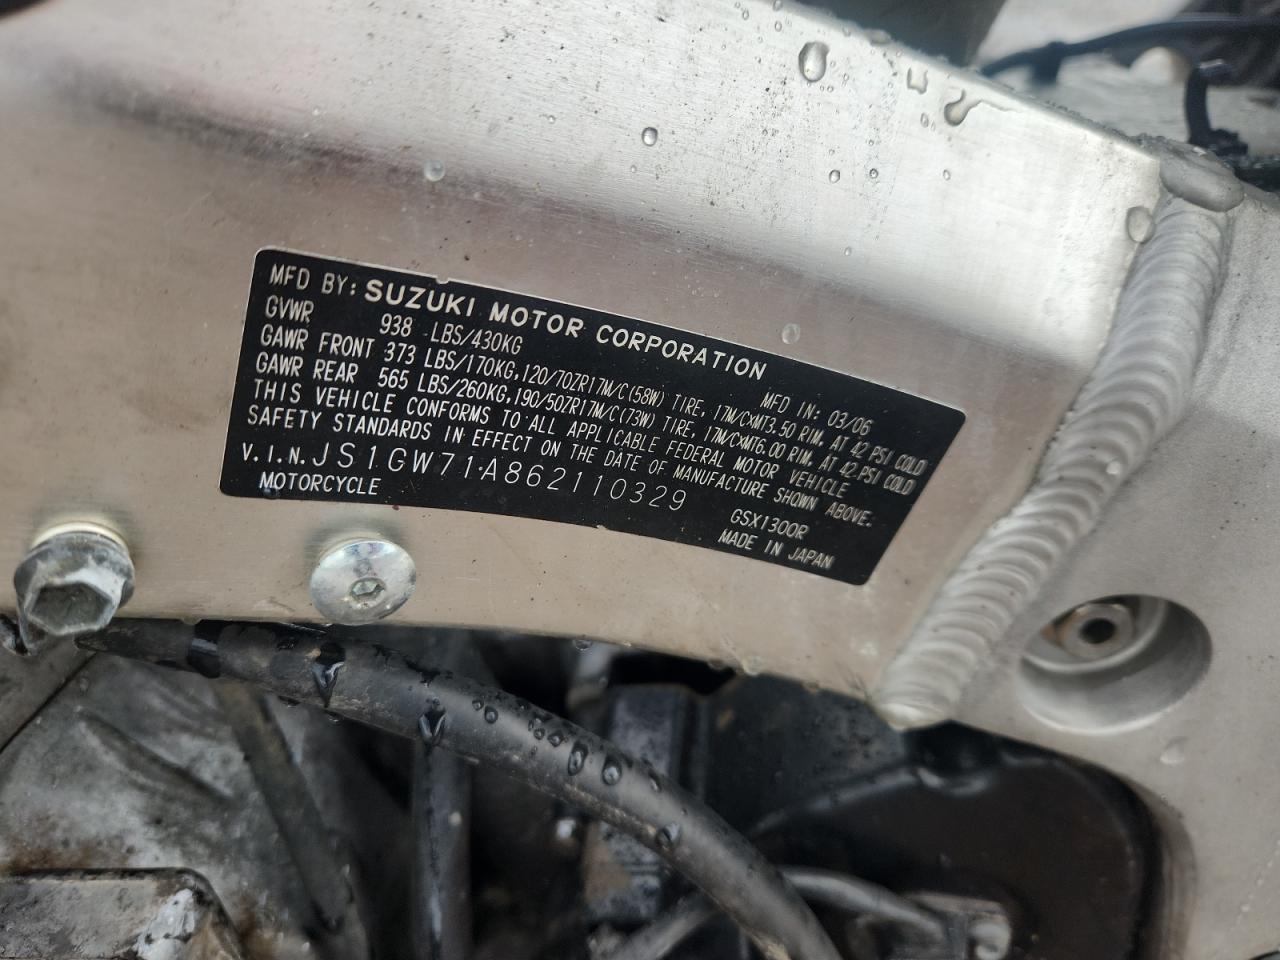 MFD BY: SUZUKI MOTOR CORPORATION
GVWR 938 LBS/430KG MFD IN: 03/06
GAWR FRONT 373 LBS/170KG,120/70ZR17M/C(58W) TIRE, 17M/CXMT3.50 RIM, AT 42 PSI COLD
GAWR REAR 565 LBS/260KG,190/50ZR17M/C(73W) TIRE, 17M/CXMT6.00 RIM, AT 42 PSI COLD
THIS VEHICLE CONFORMS TO ALL APPLICABLE FEDERAL MOTOR VEHICLE
SAFETY STANDARDS IN EFFECT ON THE DATE OF MANUFACTURE SHOWN ABOVE.
V.I.N. JS1GW71A862110329 GSX1300R
MOTORCYCLE MADE IN JAPAN